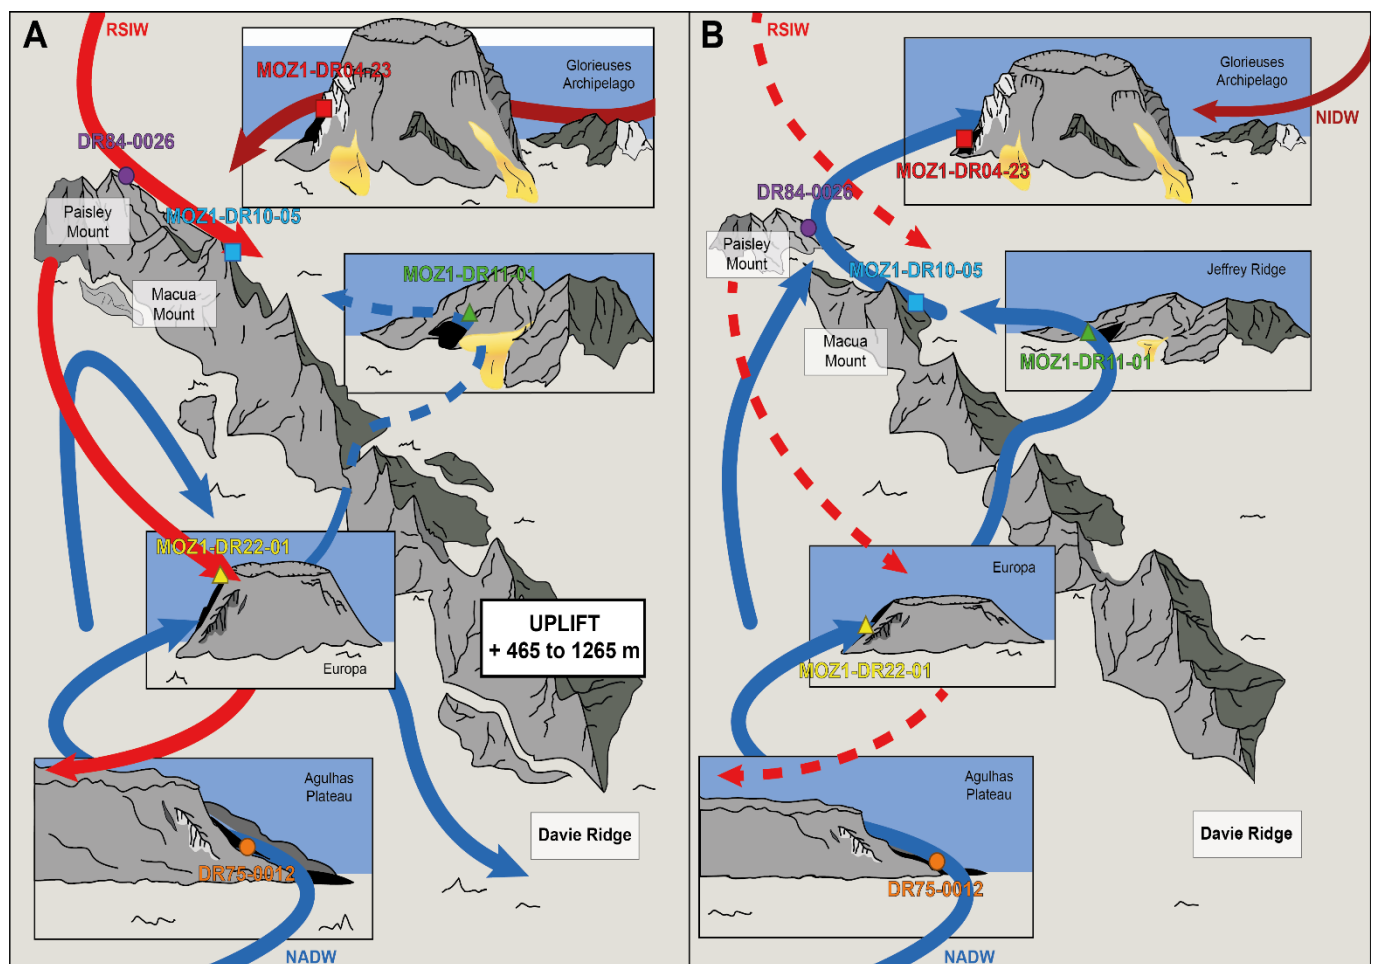 A
RSIW
MOZ1-DR04-23
Glorieuses
Archipelago
DR84-0026
Paisley
Mount
MOZ1-DR10-05
Macua
Mount
MOZ1-DR11-01
MOZ1-DR22-01
Europa
UPLIFT
+ 465 to 1265 m
Agulhas
Plateau
DR75-0012
Davie Ridge
NADW
B
RSIW
Glorieuses
Archipelago
NIDW
MOZ1-DR04-23
DR84-0026
Paisley
Mount
MOZ1-DR10-05
Jeffrey Ridge
Macua
Mount
MOZ1-DR11-01
Europa
MOZ1-DR22-01
Agulhas
Plateau
Davie Ridge
DR75-0012
NADW